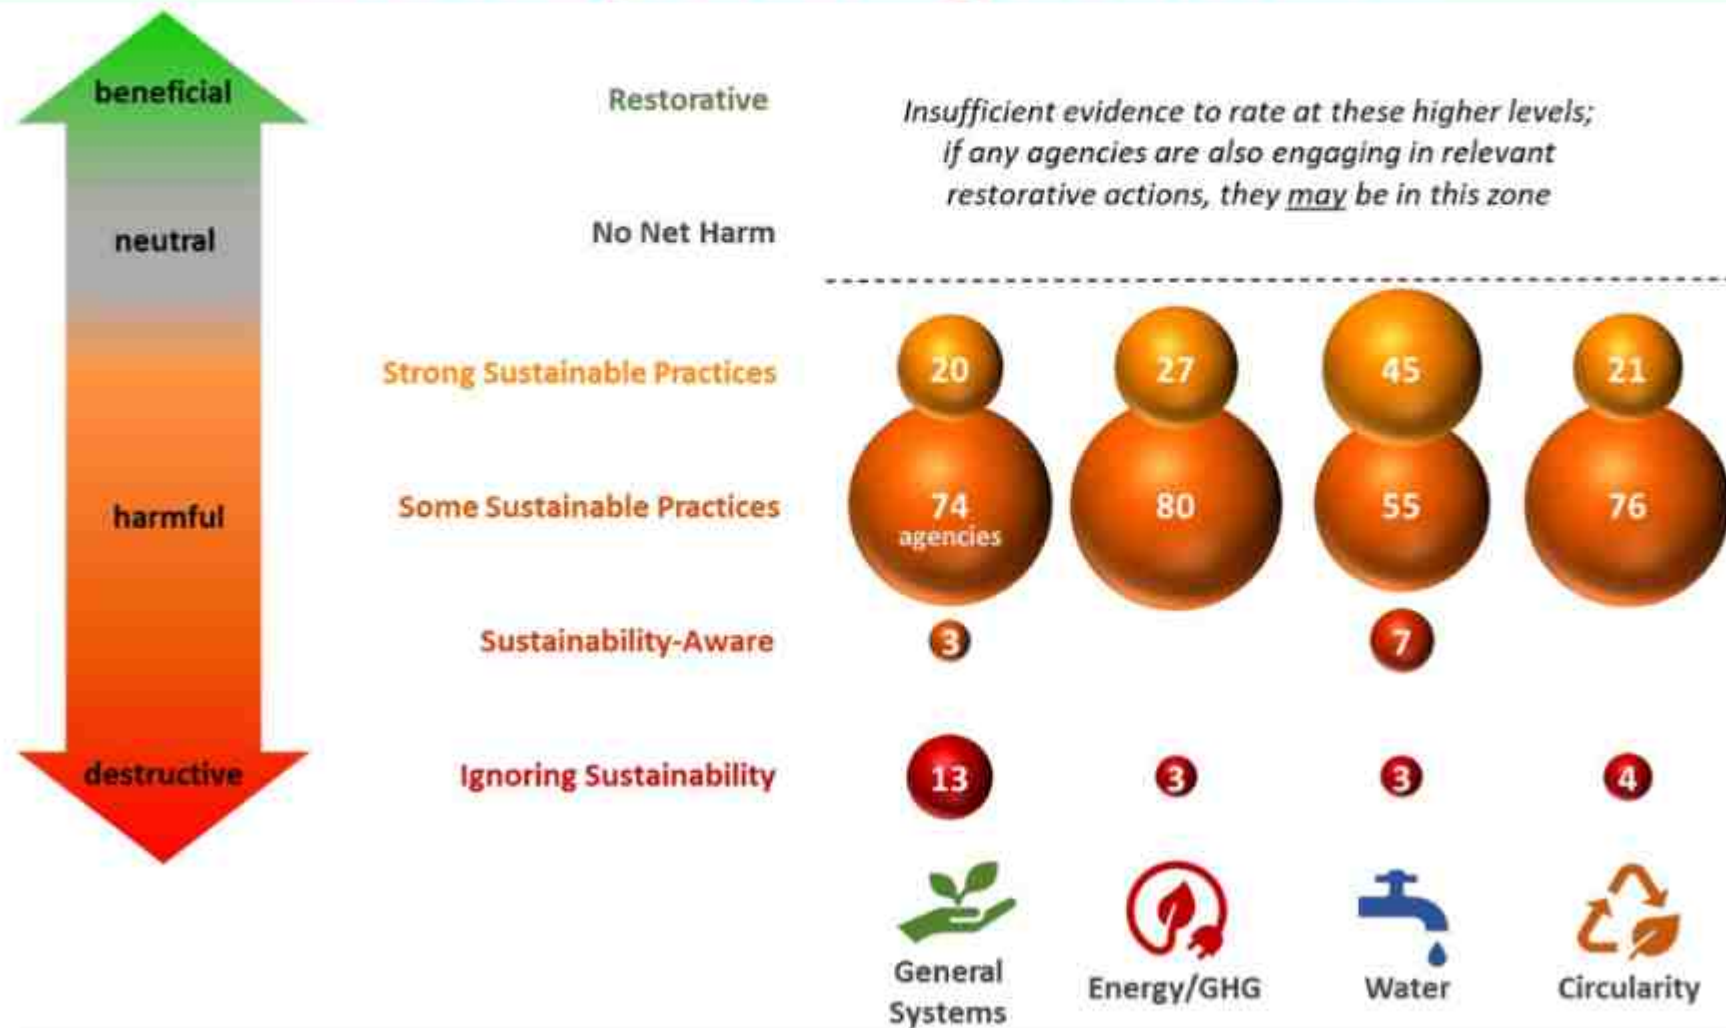 beneficial
Restorative
Insufficient evidence to rate at these higher levels;
if any agencies are also engaging in relevant
restorative actions, they may be in this zone
neutral
No Net Harm
Strong Sustainable Practices
20
27
45
21
harmful
Some Sustainable Practices
74
agencies
80
55
76
Sustainability-Aware
3
7
destructive
Ignoring Sustainability
13
3
3
4
General
Systems
Energy/GHG
Water
Circularity